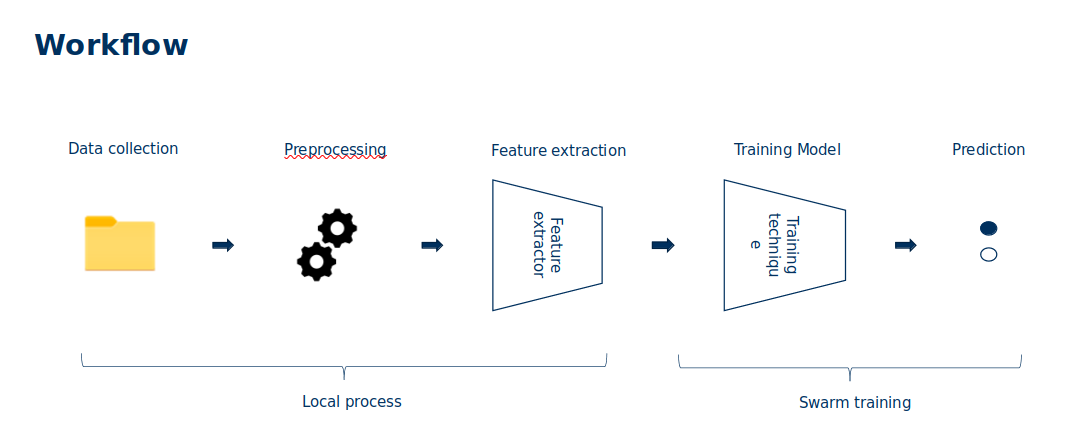 Workflow
Data collection
Preprocessing
Feature extraction
Training Model
Prediction
Feature
extractor
Training
techniqu
e
Local process
Swarm training